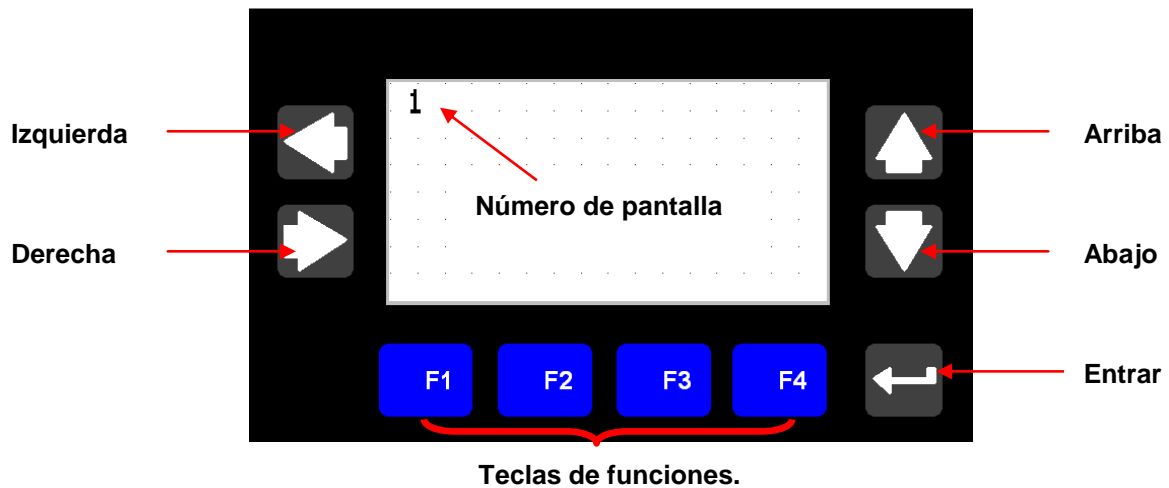 1
Izquierda
Arriba
Número de pantalla
Derecha
Abajo
F1 F2 F3 F4
Entrar
Teclas de funciones.